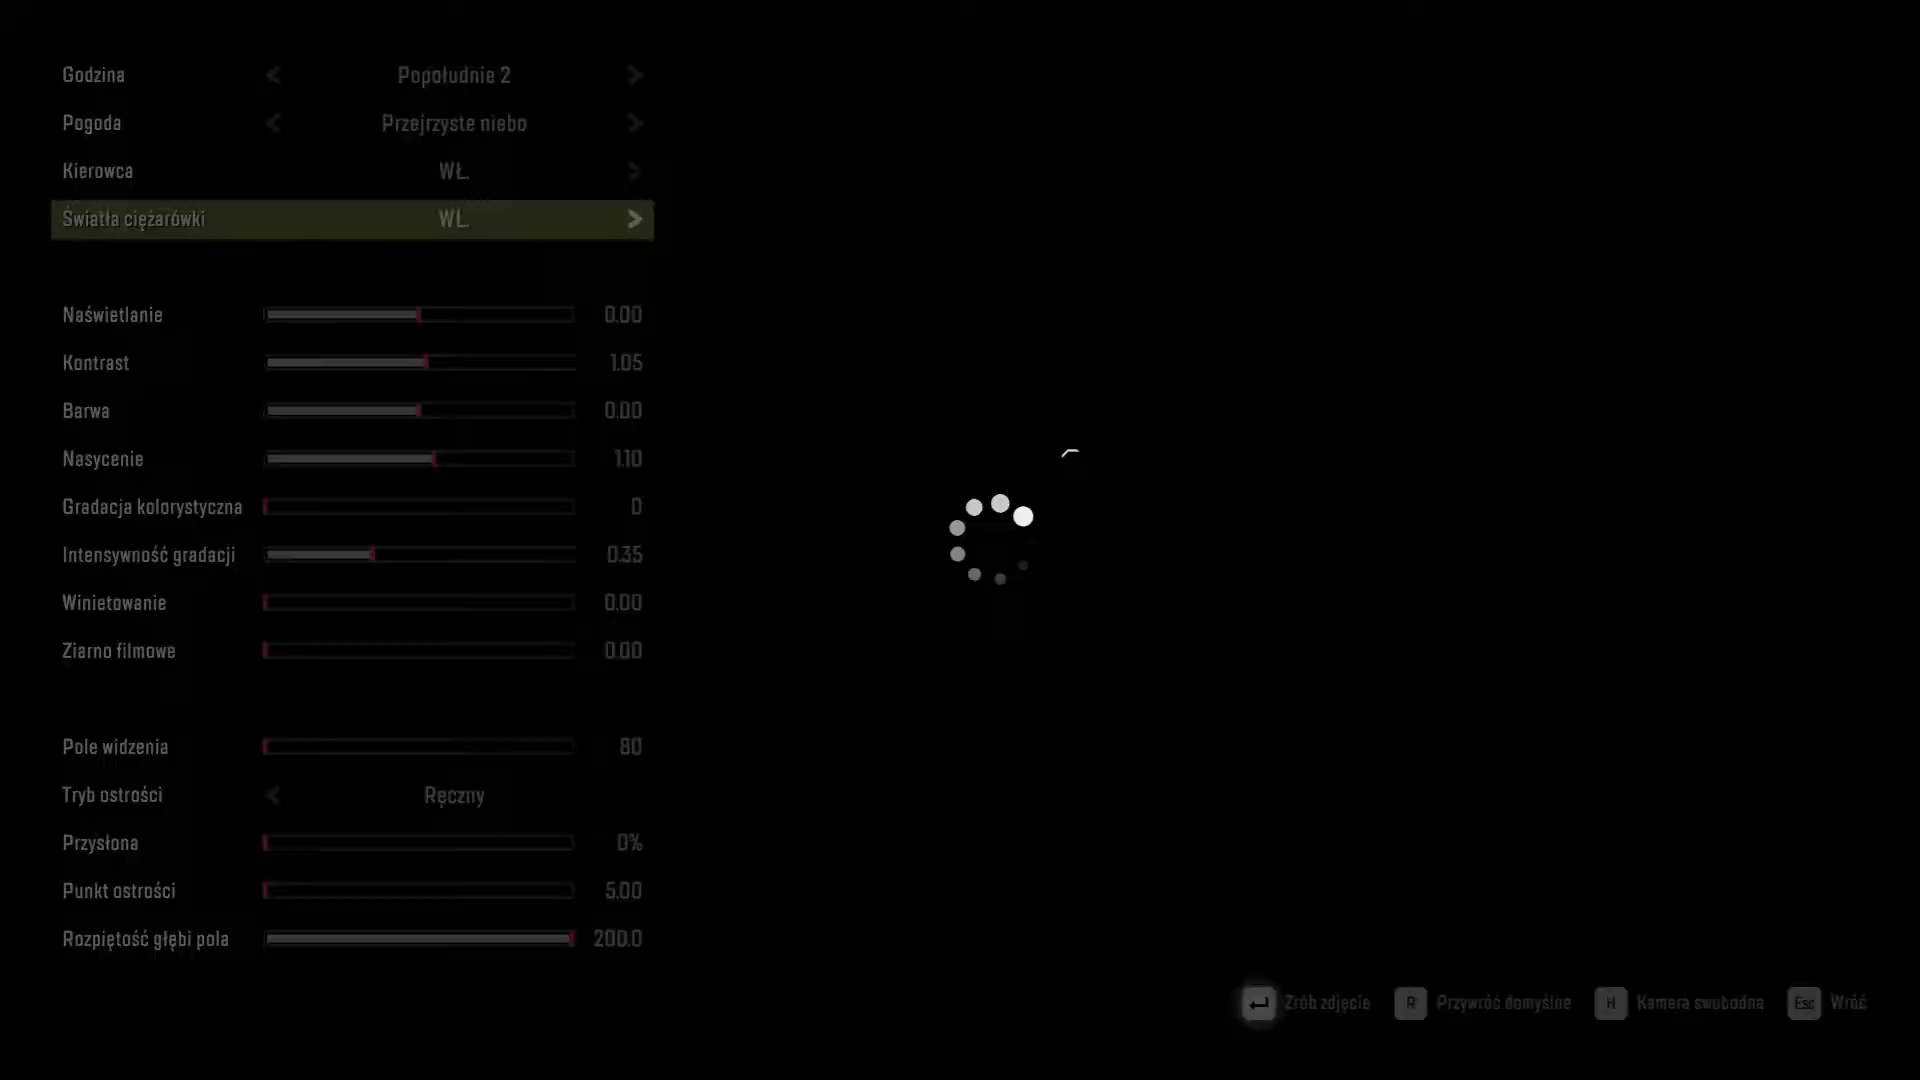 Godzina Popołudnie 2
Pogoda Przejrzyste niebo
Kierowca WŁ.
Światła ciężarówki WŁ.
Naświetlanie 0.00
Kontrast 1.05
Barwa 0.00
Nasycenie 1.10
Gradacja kolorystyczna 0
Intensywność gradacji 0.35
Winietowanie 0.00
Ziarno filmowe 0.00
Pole widzenia 80
Tryb ostrości Ręczny
Przysłona 0%
Punkt ostrości 5.00
Rozpiętość głębi pola 200.0
Zrób zdjęcie R Przywróć domyślne H Kamera swobodna Esc Wróć